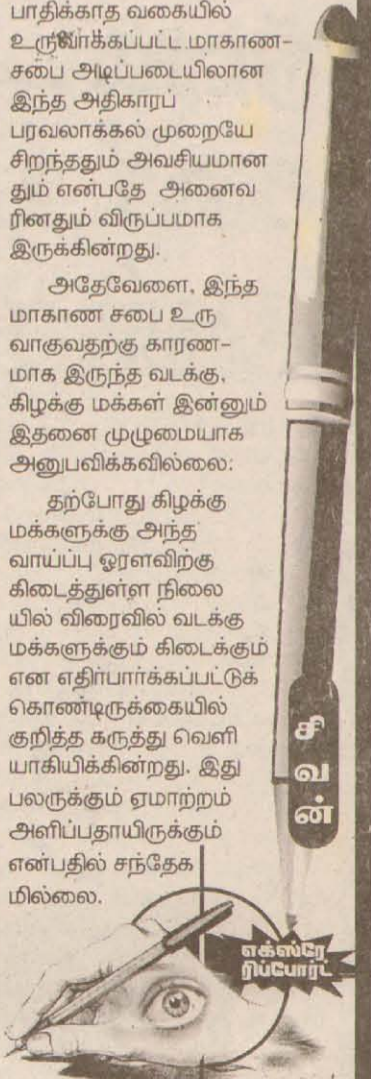 பாதிக்காத வகையில்
உருவாக்கப்பட்ட மாகாண-
சபை அடிப்படையிலான
இந்த அதிகாரப்
பரவலாக்கல் முறையே
சிறந்ததும் அவசியமான
தும் என்பதே அனைவ
ரினதும் விருப்பமாக
இருக்கின்றது.
அதேவேளை, இந்த
மாகாண சபை உரு
வாகுவதற்கு காரண-
மாக இருந்த வடக்கு,
கிழக்கு மக்கள் இன்னும்
இதனை முழுமையாக
அனுபவிக்கவில்லை:
தற்போது கிழக்கு
மக்களுக்கு அந்த
வாய்ப்பு ஓரளவிற்கு
கிடைத்துள்ள நிலை
யில் விரைவில் வடக்கு
மக்களுக்கும் கிடைக்கும்
என எதிர்பார்க்கப்பட்டுக்
கொண்டிருக்கையில்
குறித்த கருத்து வெளி
யாகியிக்கின்றது. இது
பலருக்கும் ஏமாற்றம்
அளிப்பதாயிருக்கும்
என்பதில் சந்தேக
மில்லை.
சிவன்
எக்ஸ்ரே
ரிப்போர்ட்